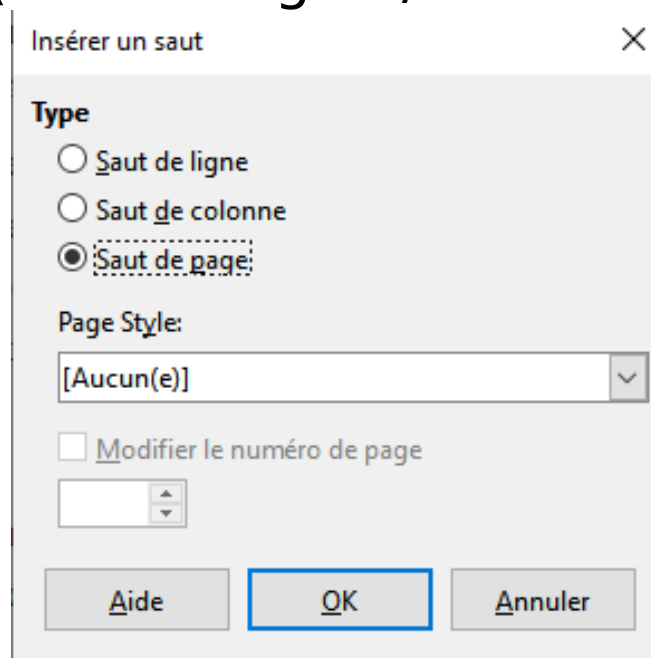 Insérer un saut
Type
Saut de ligne
Saut de colonne
Saut de page
Page Style:
[Aucun(e)]
Modifier le numéro de page
Aide
OK
Annuler